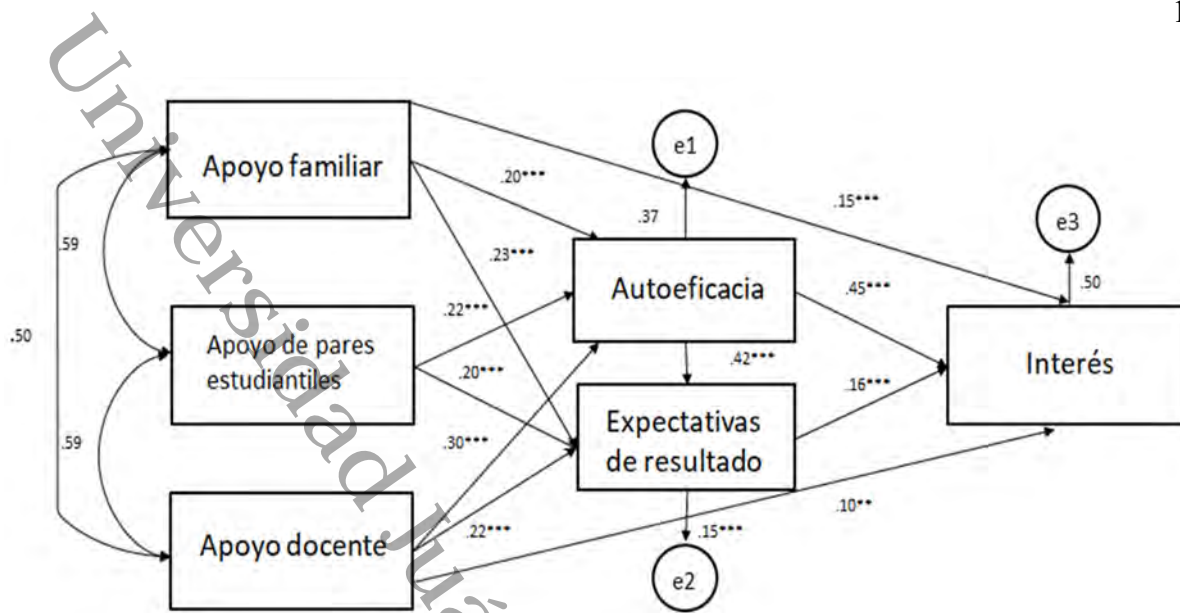 1
Universidad Juá
Apoyo familiar
e1
.20***
.15***
.37
e3
.59
.23***
Autoeficacia
.50
.22***
.45***
.50
Apoyo de pares
estudiantiles
.42***
Interés
.20***
.16***
.59
.30***
Expectativas
de resultado
Apoyo docente
.22***
.15***
.10**
e2